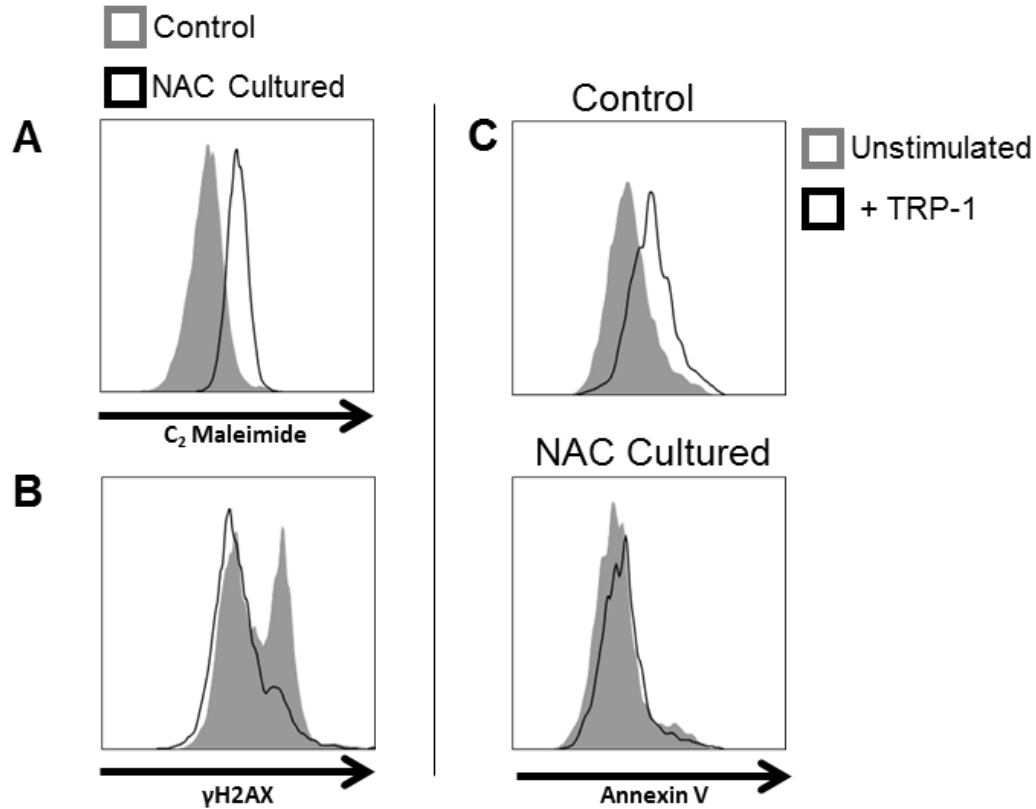 Control
NAC Cultured
A
C₂ Maleimide
B
γH2AX
C
Control
Unstimulated
+ TRP-1
NAC Cultured
Annexin V